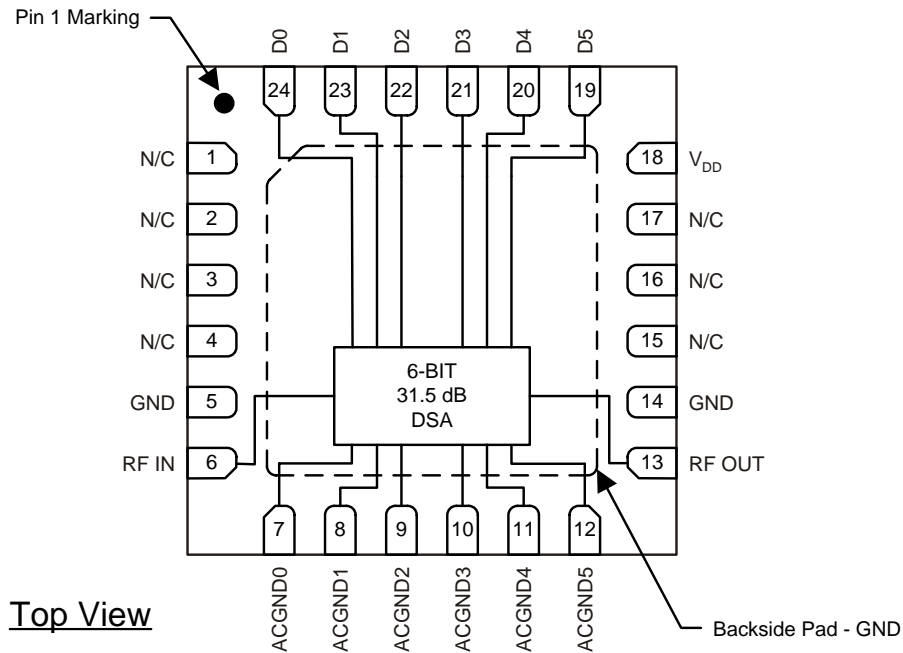 Pin 1 Marking
D0 D1 D2 D3 D4 D5
24 23 22 21 20 19
N/C 1 18 VDD
N/C 2 17 N/C
N/C 3 16 N/C
N/C 4 15 N/C
6-BIT
31.5 dB
DSA
GND 5 14 GND
RF IN 6 13 RF OUT
7 8 9 10 11 12
ACGND0 ACGND1 ACGND2 ACGND3 ACGND4 ACGND5
Top View
Backside Pad - GND